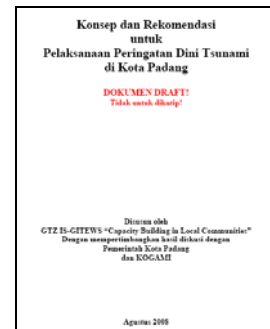 Konsep dan Rekomendasi
untuk
Pelaksanaan Peringatan Dini Tsunami
di Kota Padang
DOKUMEN DRAFT!
Tidak untuk dikutip!
Disusun oleh
GTZ IS-GITEWS "Capacity Building in Local Communities"
Dengan mempertimbangkan hasil diskusi dengan
Pemerintah Kota Padang
dan KOGAMI
Agustus 2008